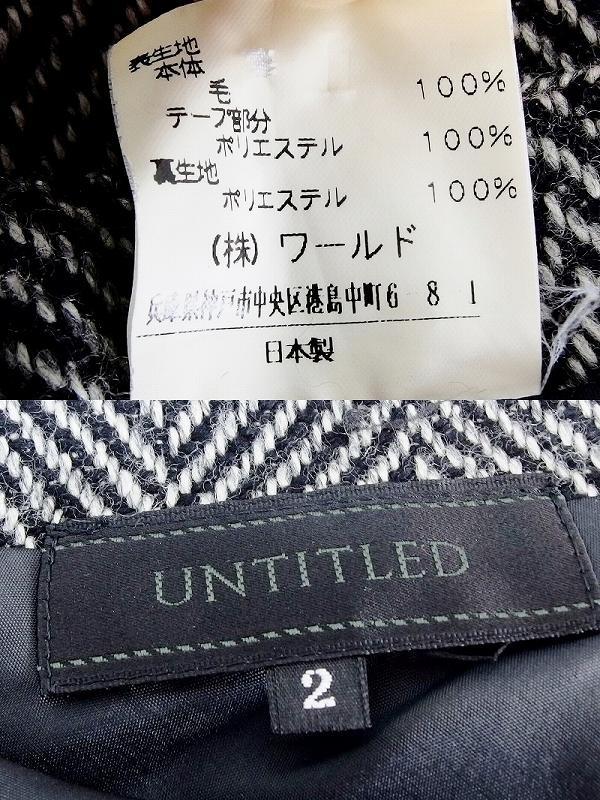 表生地
本体
毛 100%
テープ部分
ポリエステル 100%
裏生地
ポリエステル 100%
(株) ワールド
兵庫県神戸市中央区港島中町6 8 1
日本製
UNTITLED
2